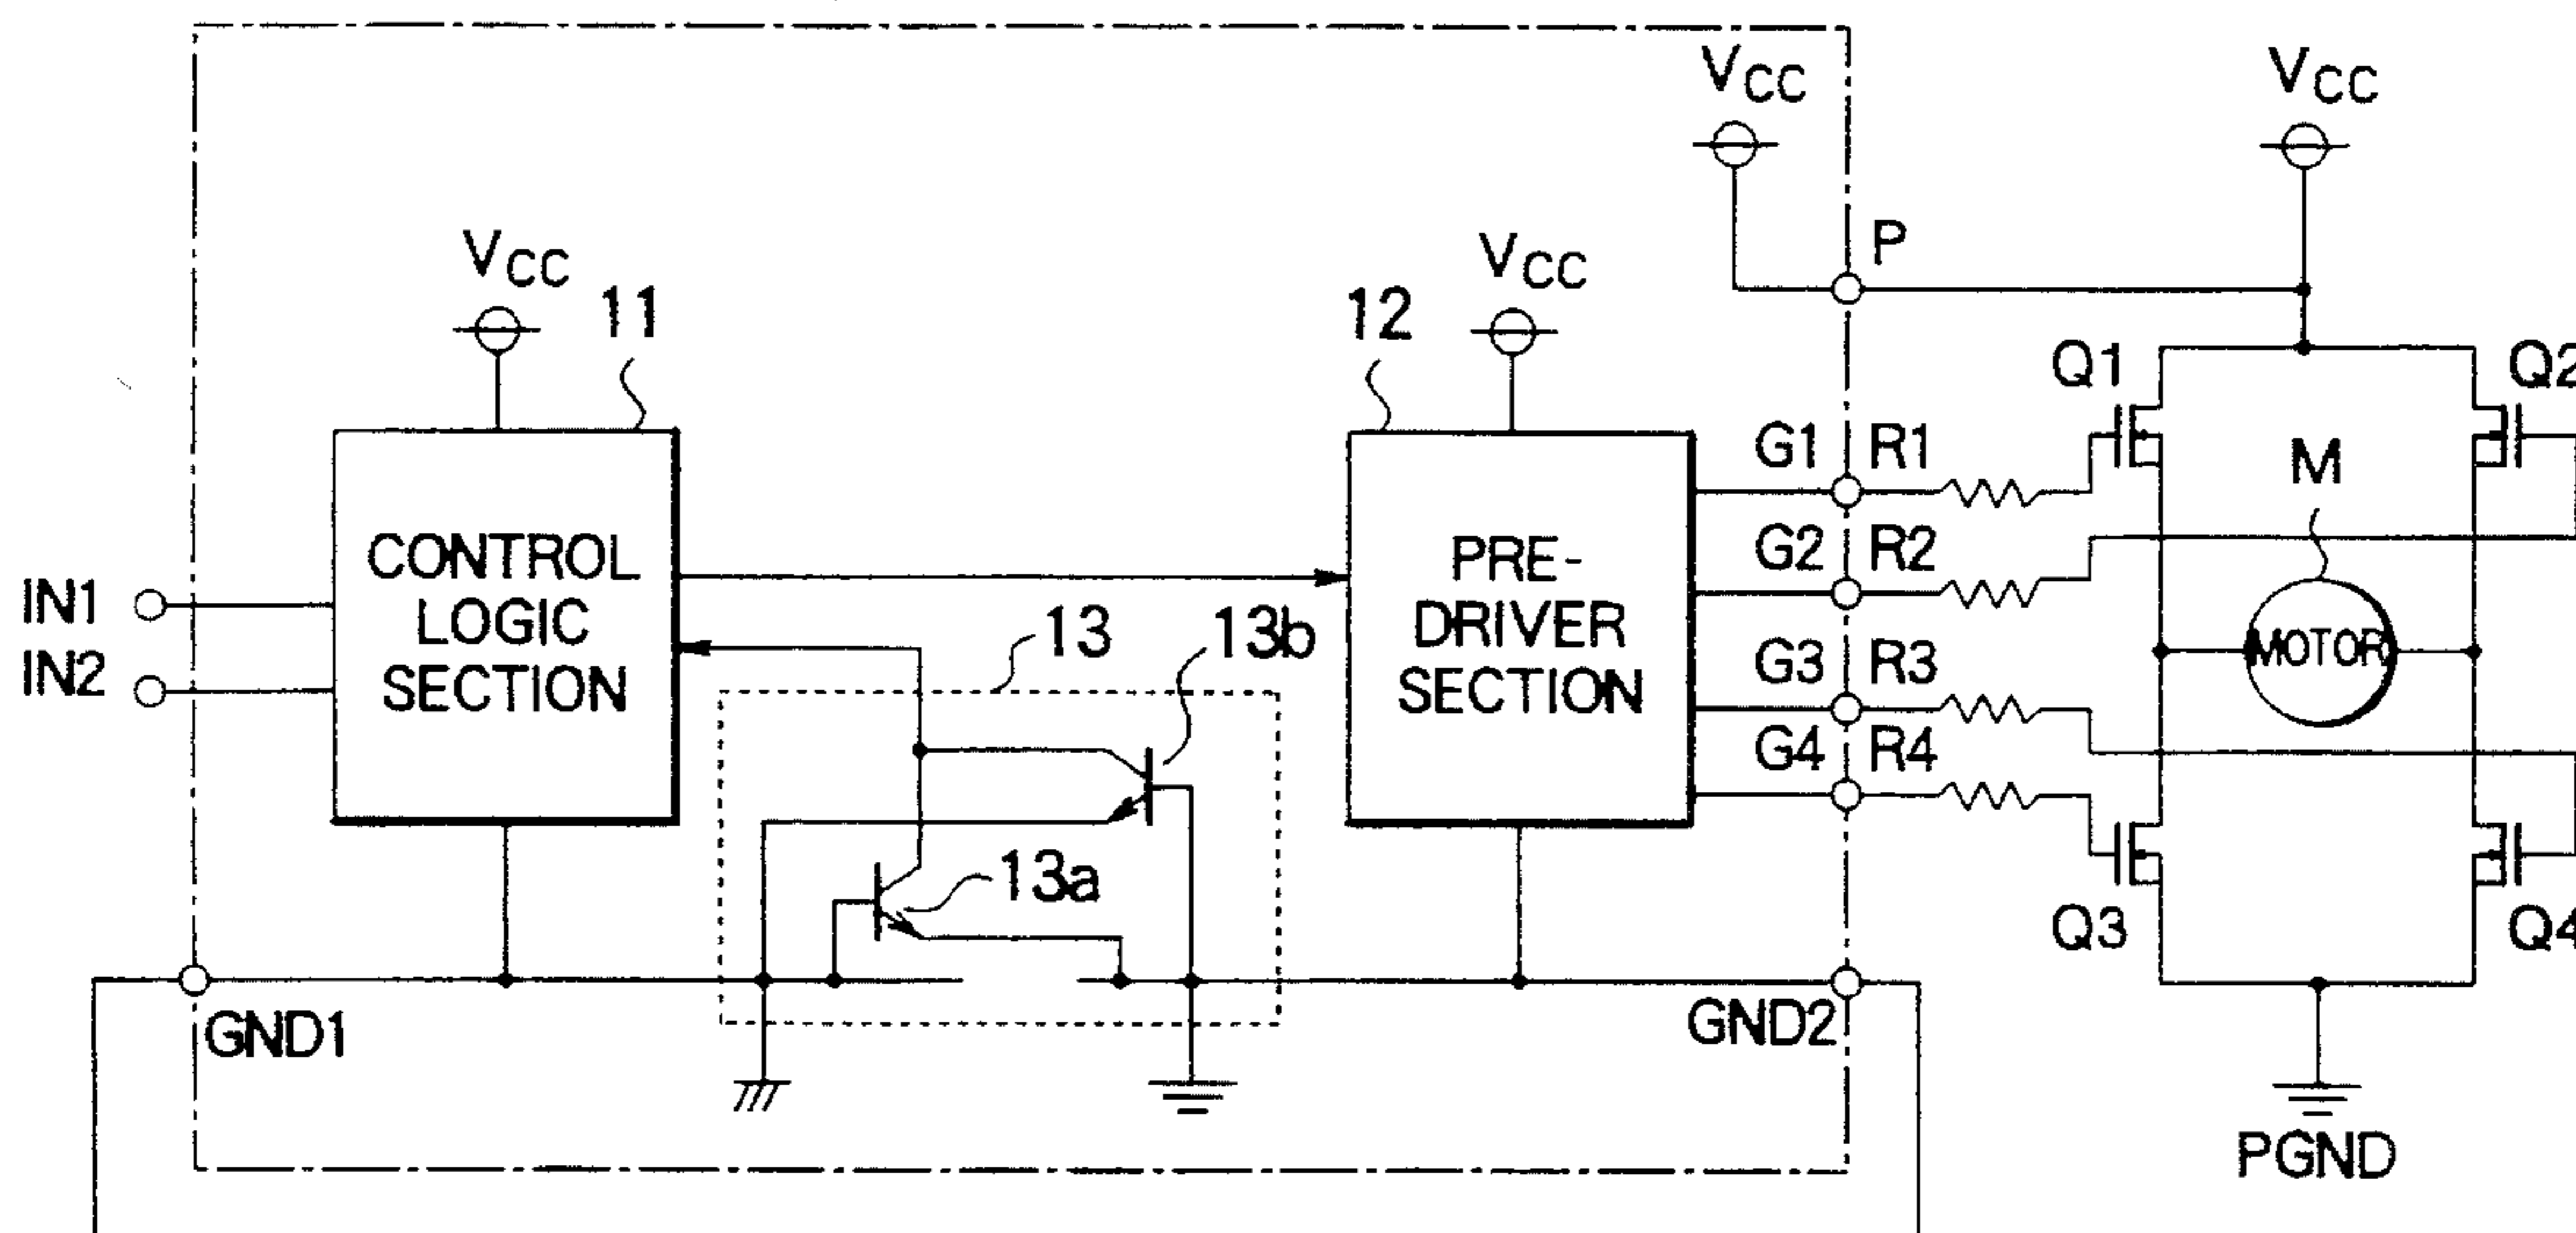 VCC
VCC
P
VCC
11
VCC
12
Q1
Q2
G1
R1
M
CONTROL
LOGIC
SECTION
PRE-
DRIVER
SECTION
G2
R2
IN1
IN2
13
13b
MOTOR
G3
R3
G4
R4
13a
Q3
Q4
GND1
GND2
PGND